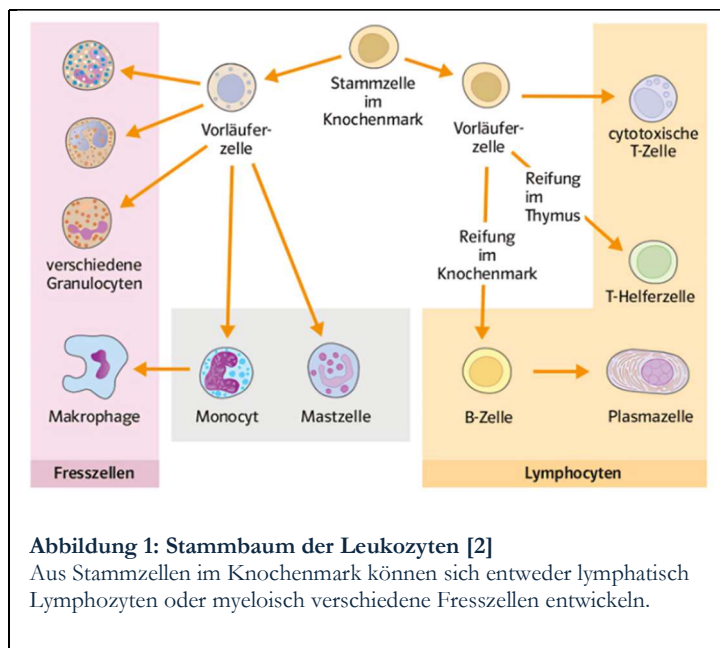 Stammzelle
im
Knochenmark
Vorläufer-
zelle
Vorläufer-
zelle
cytotoxische
T-Zelle
Reifung
im
Thymus
Reifung
im
Knochenmark
verschiedene
Granulocyten
T-Helferzelle
Makrophage
Monocyt
Mastzelle
B-Zelle
Plasmazelle
Fresszellen
Lymphocyten
Abbildung 1: Stammbaum der Leukozyten [2]
Aus Stammzellen im Knochenmark können sich entweder lymphatisch
Lymphozyten oder myeloisch verschiedene Fresszellen entwickeln.